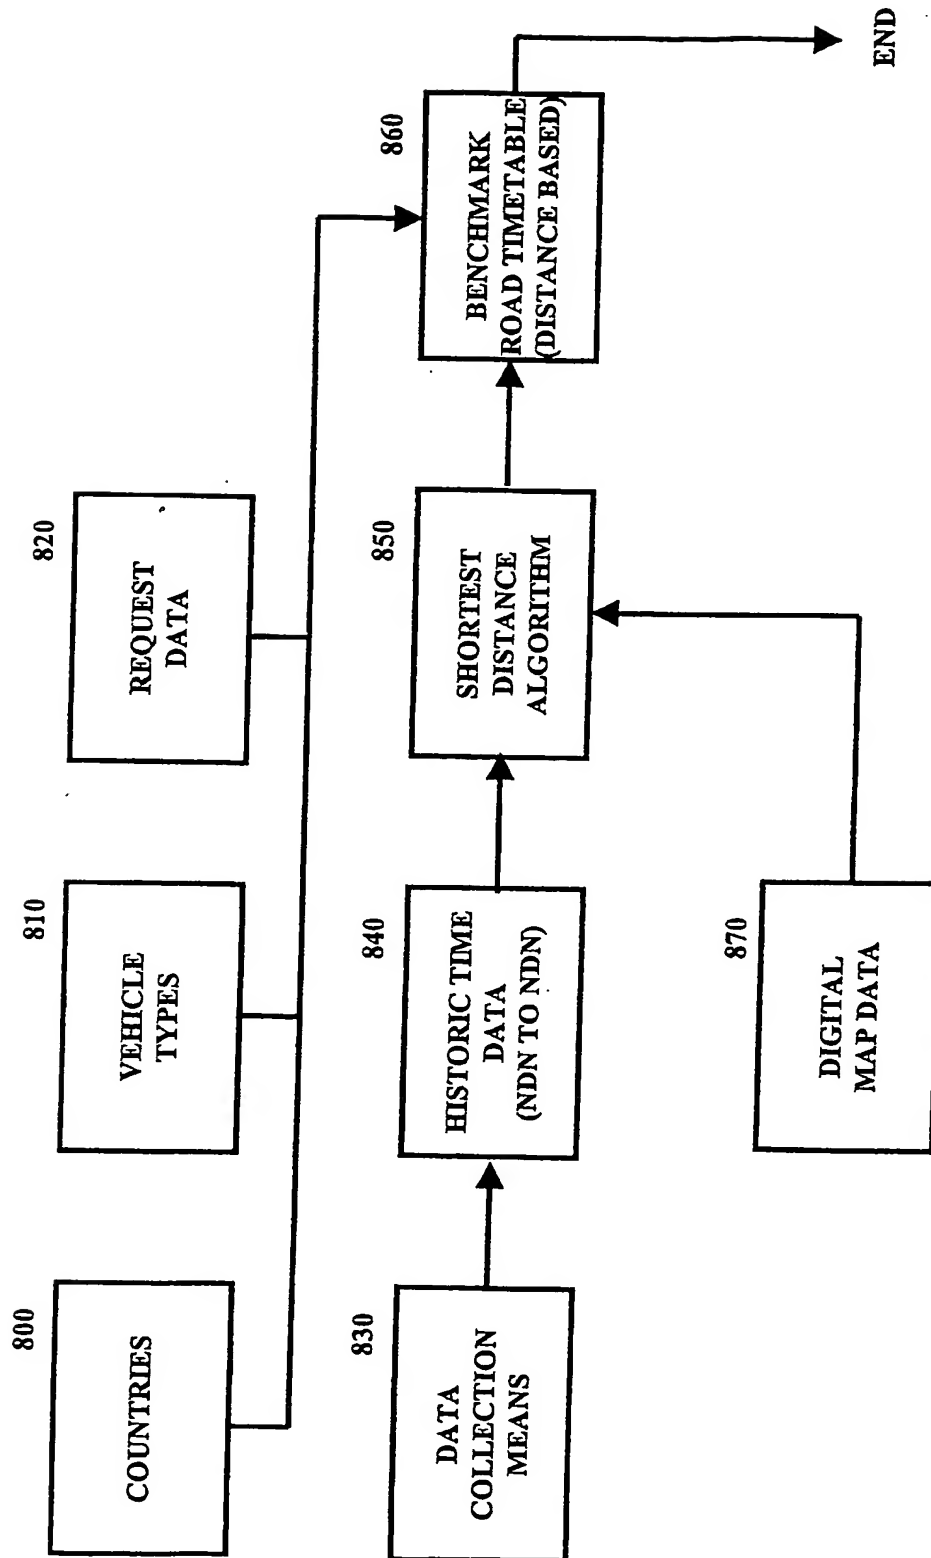 800
COUNTRIES
810
VEHICLE
TYPES
820
REQUEST
DATA
830
DATA
COLLECTION
MEANS
840
HISTORIC TIME
DATA
(NDN TO NDN)
850
SHORTEST
DISTANCE
ALGORITHM
860
BENCHMARK
ROAD TIMETABLE
(DISTANCE BASED)
END
870
DIGITAL
MAP DATA